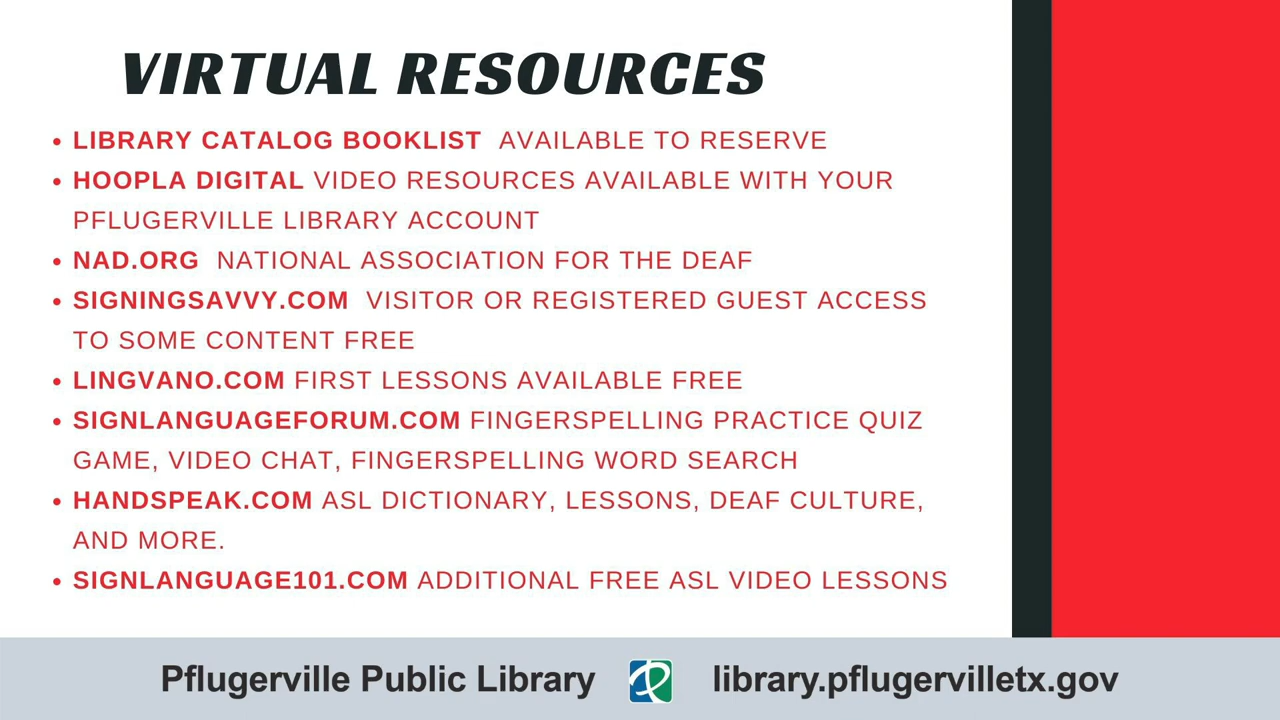 VIRTUAL RESOURCES
• LIBRARY CATALOG BOOKLIST AVAILABLE TO RESERVE
• HOOPLA DIGITAL VIDEO RESOURCES AVAILABLE WITH YOUR
PFLUGERVILLE LIBRARY ACCOUNT
• NAD.ORG NATIONAL ASSOCIATION FOR THE DEAF
• SIGNINGSAVVY.COM VISITOR OR REGISTERED GUEST ACCESS
TO SOME CONTENT FREE
• LINGVANO.COM FIRST LESSONS AVAILABLE FREE
• SIGNLANGUAGEFORUM.COM FINGERSPELLING PRACTICE QUIZ
GAME, VIDEO CHAT, FINGERSPELLING WORD SEARCH
• HANDSPEAK.COM ASL DICTIONARY, LESSONS, DEAF CULTURE,
AND MORE.
• SIGNLANGUAGE101.COM ADDITIONAL FREE ASL VIDEO LESSONS
Pflugerville Public Library library.pflugervilletx.gov